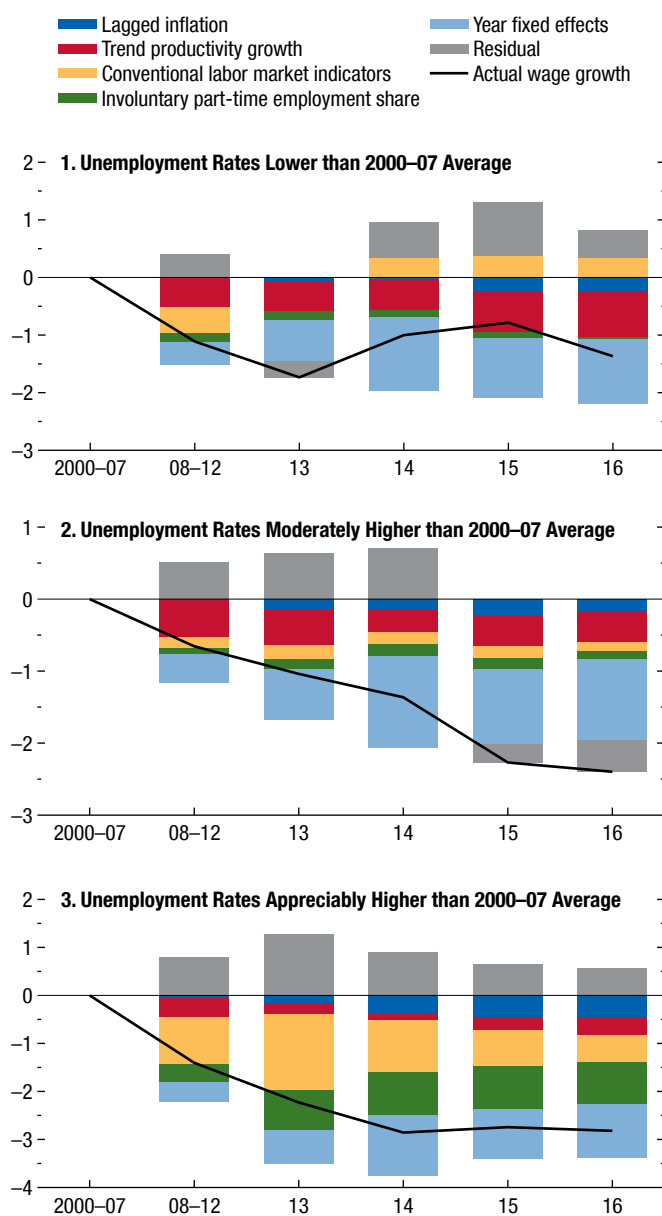 Lagged inflation
Trend productivity growth
Conventional labor market indicators
Involuntary part-time employment share
Year fixed effects
Residual
Actual wage growth
1. Unemployment Rates Lower than 2000–07 Average
2
1
0
–1
–2
–3
2000–07 08–12 13 14 15 16
2. Unemployment Rates Moderately Higher than 2000–07 Average
1
0
–1
–2
–3
2000–07 08–12 13 14 15 16
3. Unemployment Rates Appreciably Higher than 2000–07 Average
2
1
0
–1
–2
–3
–4
2000–07 08–12 13 14 15 16